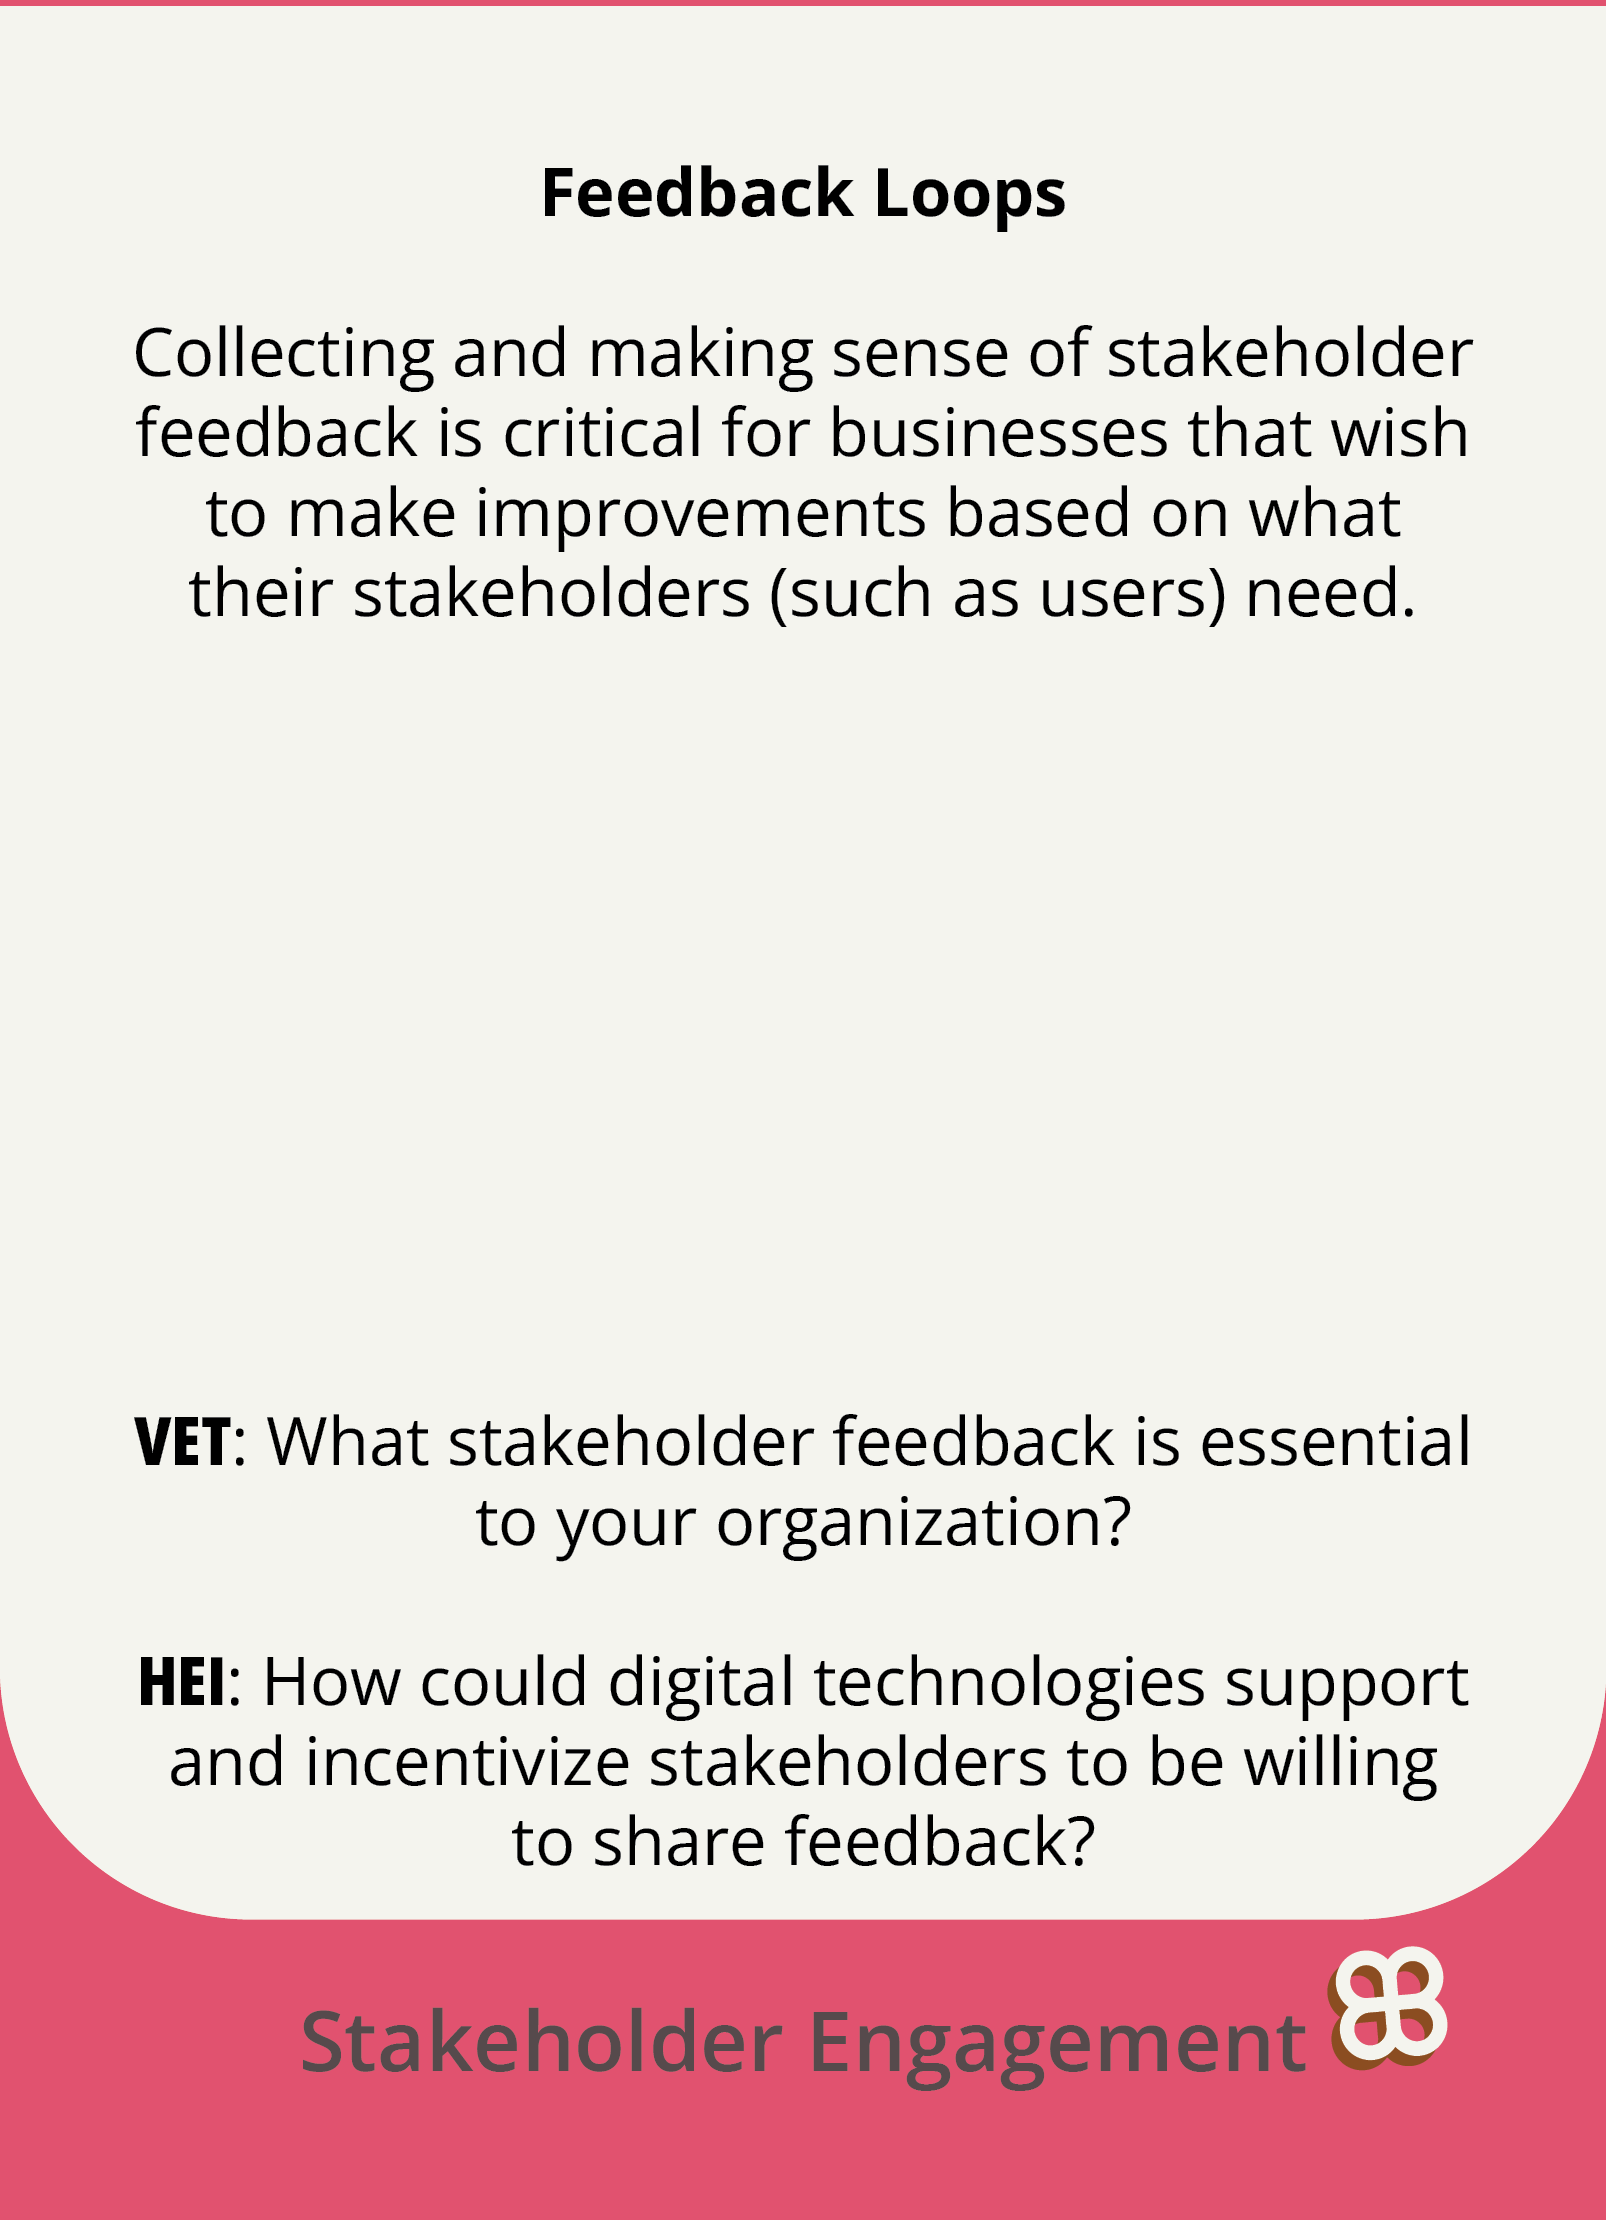 Feedback Loops
Collecting and making sense of stakeholder
feedback is critical for businesses that wish
to make improvements based on what
their stakeholders (such as users) need.
VET: What stakeholder feedback is essential
to your organization?
HEI: How could digital technologies support
and incentivize stakeholders to be willing
to share feedback?
Stakeholder Engagement